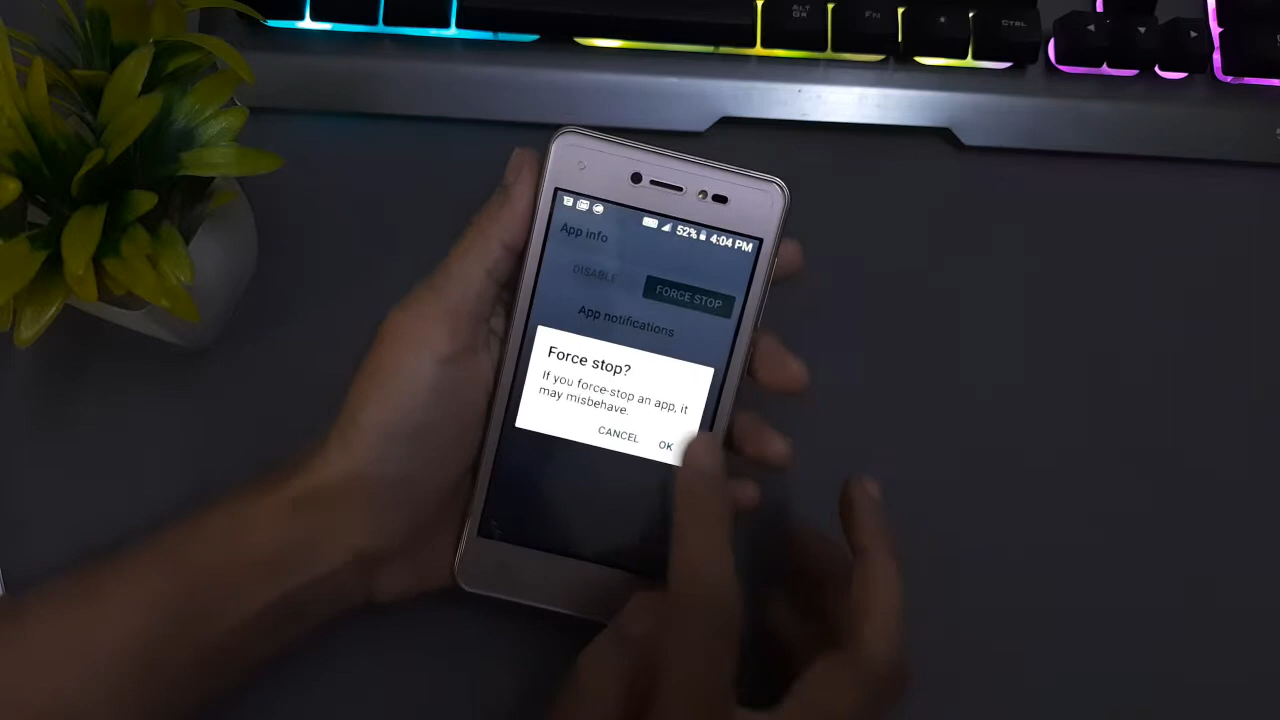 ALT GR
FN
CTRL
52% 4:04 PM
App info
DISABLE
FORCE STOP
App notifications
Force stop?
If you force-stop an app, it
may misbehave.
CANCEL OK